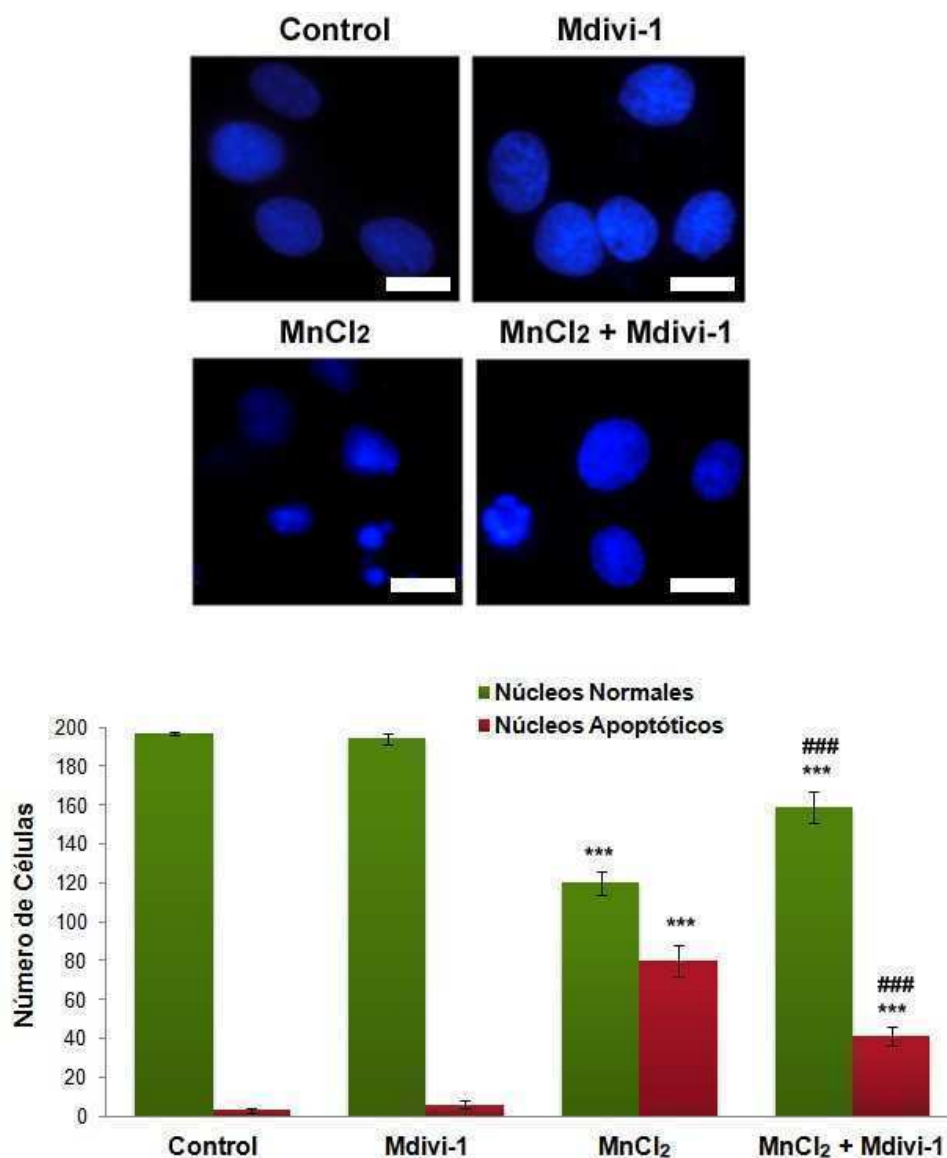 Control Mdivi-1
MnCl₂ MnCl₂ + Mdivi-1
Núcleos Normales
Núcleos Apoptóticos
Número de Células
200
180
160
140
120
100
80
60
40
20
0
***
***
###
***
###
***
Control Mdivi-1 MnCl₂ MnCl₂ + Mdivi-1